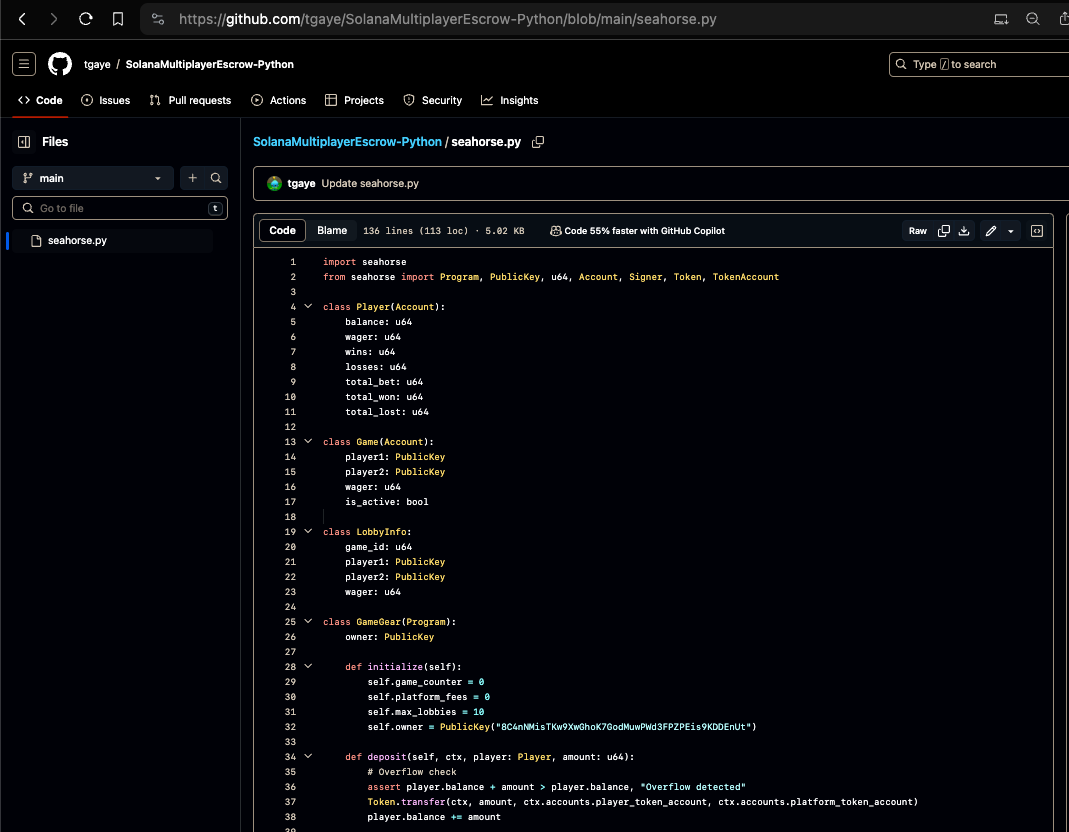 https://github.com/tgaye/SolanaMultiplayerEscrow-Python/blob/main/seahorse.py
tgaye / SolanaMultiplayerEscrow-Python
Type / to search
Code Issues Pull requests Actions Projects Security Insights
Files
SolanaMultiplayerEscrow-Python / seahorse.py
main
tgaye Update seahorse.py
Go to file t
seahorse.py
Code Blame 136 lines (113 loc) · 5.02 KB Code 55% faster with GitHub Copilot Raw
1 import seahorse
2 from seahorse import Program, PublicKey, u64, Account, Signer, Token, TokenAccount
3
4 class Player(Account):
5 balance: u64
6 wager: u64
7 wins: u64
8 losses: u64
9 total_bet: u64
10 total_won: u64
11 total_lost: u64
12
13 class Game(Account):
14 player1: PublicKey
15 player2: PublicKey
16 wager: u64
17 is_active: bool
18
19 class LobbyInfo:
20 game_id: u64
21 player1: PublicKey
22 player2: PublicKey
23 wager: u64
24
25 class GameGear(Program):
26 owner: PublicKey
27
28 def initialize(self):
29 self.game_counter = 0
30 self.platform_fees = 0
31 self.max_lobbies = 10
32 self.owner = PublicKey("8C4nNMisTKw9XwGhoK7GodMuwPWd3FPZPEis9KDDEnUt")
33
34 def deposit(self, ctx, player: Player, amount: u64):
35 # Overflow check
36 assert player.balance + amount > player.balance, "Overflow detected"
37 Token.transfer(ctx, amount, ctx.accounts.player_token_account, ctx.accounts.platform_token_account)
38 player.balance += amount
39